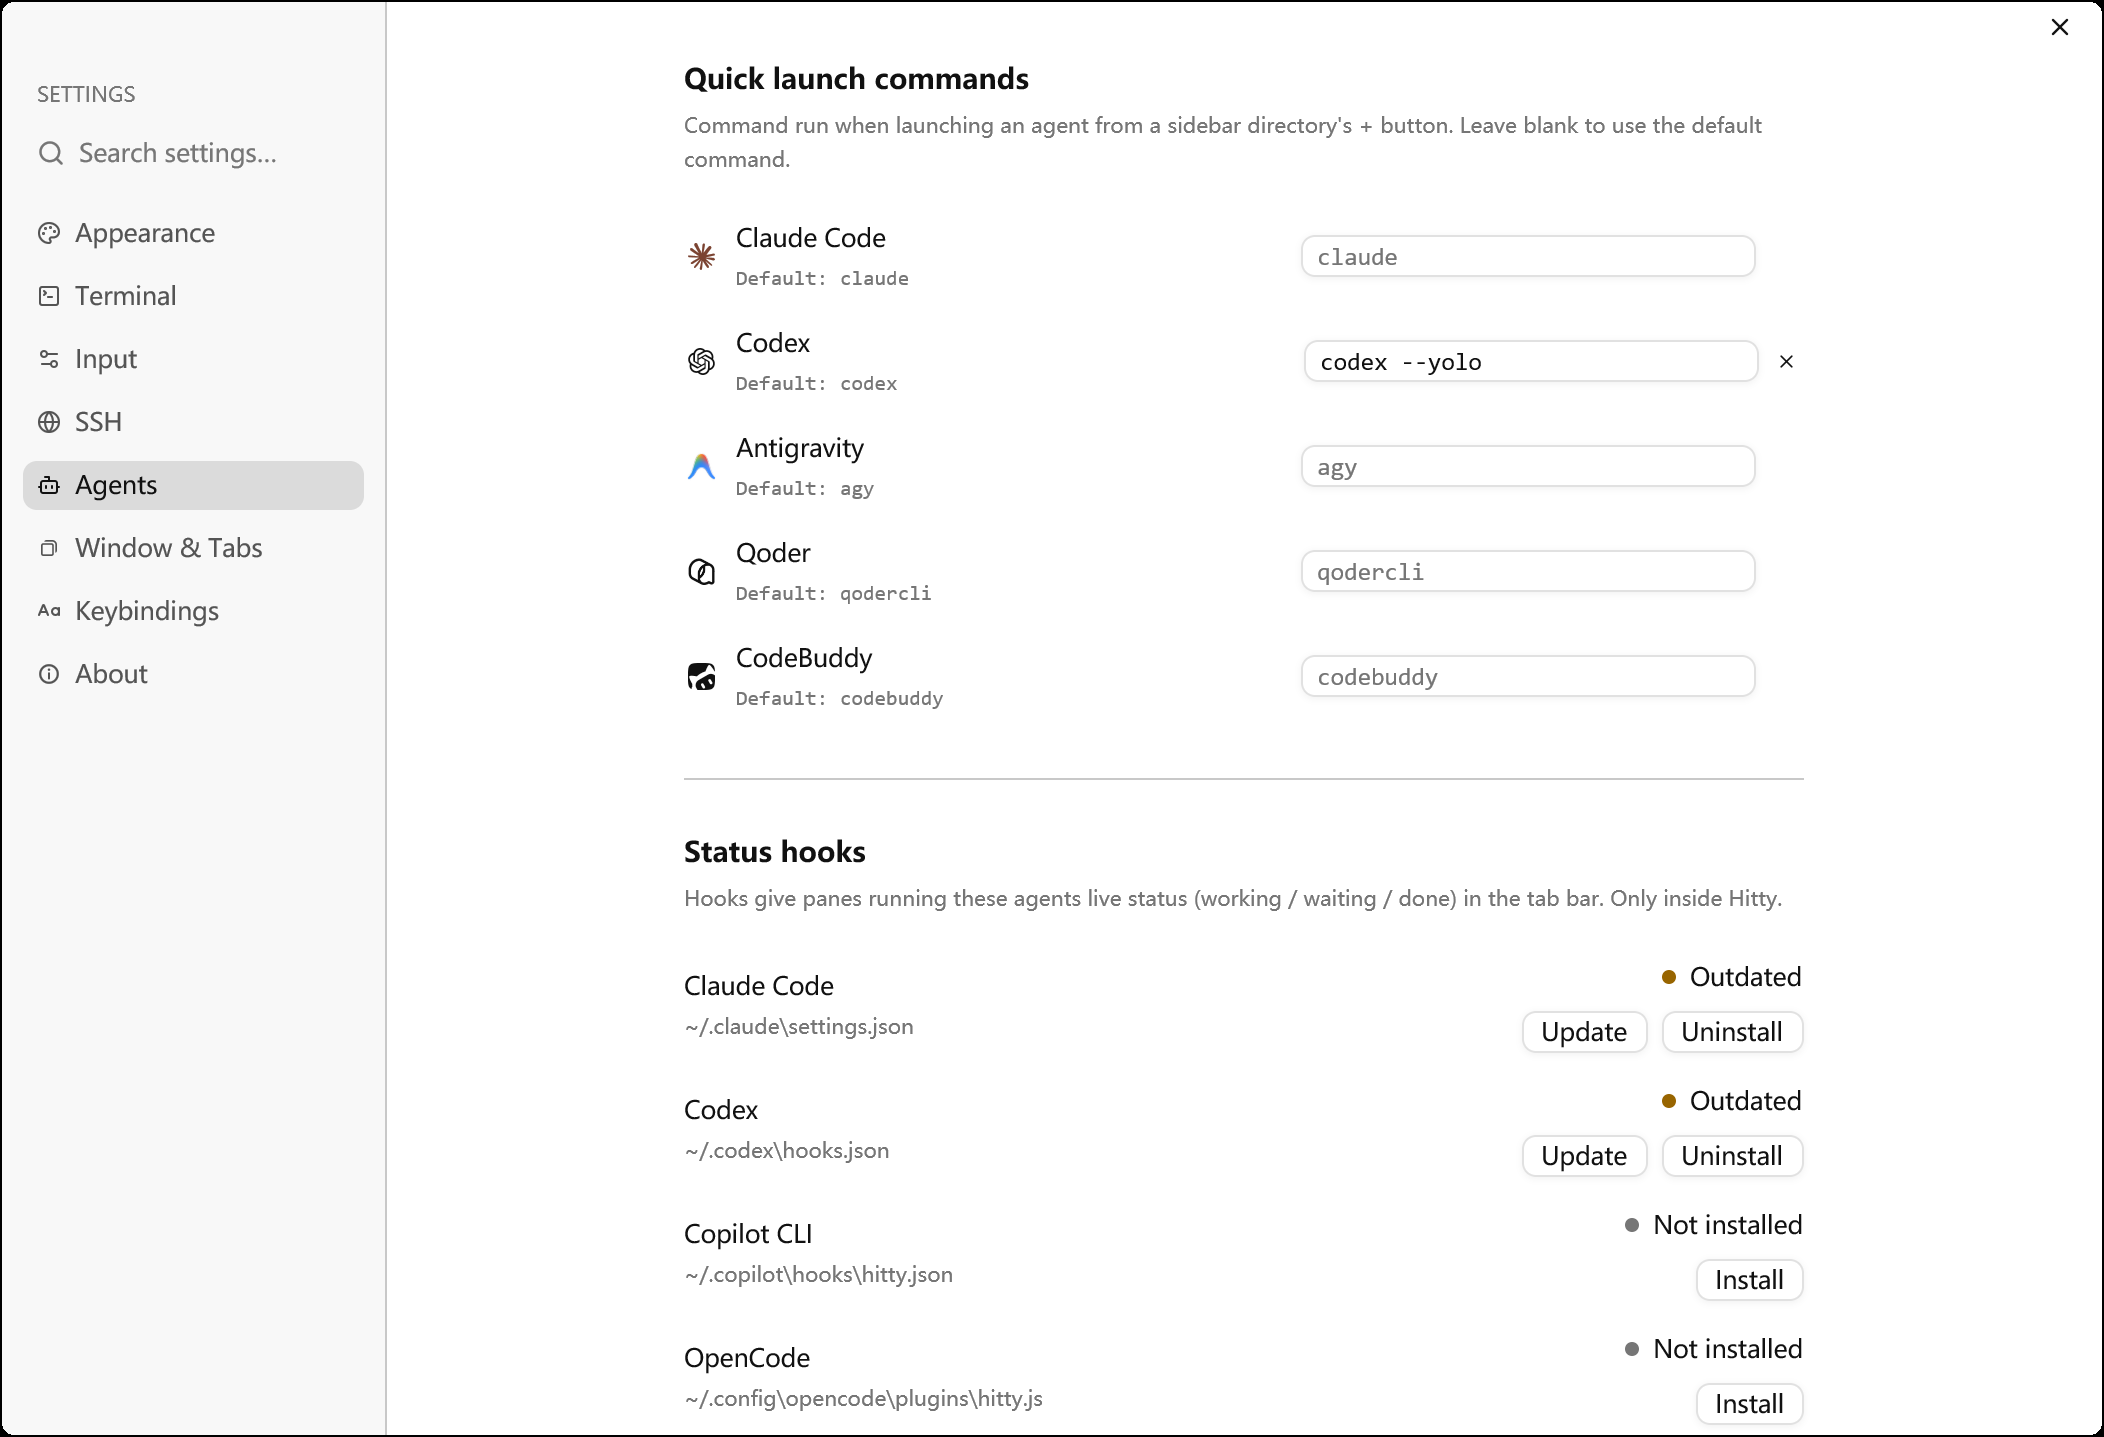 SETTINGS
Search settings...
Appearance
Terminal
Input
SSH
Agents
Window & Tabs
Aa Keybindings
About
Quick launch commands
Command run when launching an agent from a sidebar directory's + button. Leave blank to use the default
command.
Claude Code
Default: claude
claude
Codex
Default: codex
codex --yolo
Antigravity
Default: agy
agy
Qoder
Default: qodercli
qodercli
CodeBuddy
Default: codebuddy
codebuddy
Status hooks
Hooks give panes running these agents live status (working / waiting / done) in the tab bar. Only inside Hitty.
Claude Code
~/.claude\settings.json
Outdated
Update Uninstall
Codex
~/.codex\hooks.json
Outdated
Update Uninstall
Copilot CLI
~/.copilot\hooks\hitty.json
Not installed
Install
OpenCode
~/.config\opencode\plugins\hitty.js
Not installed
Install